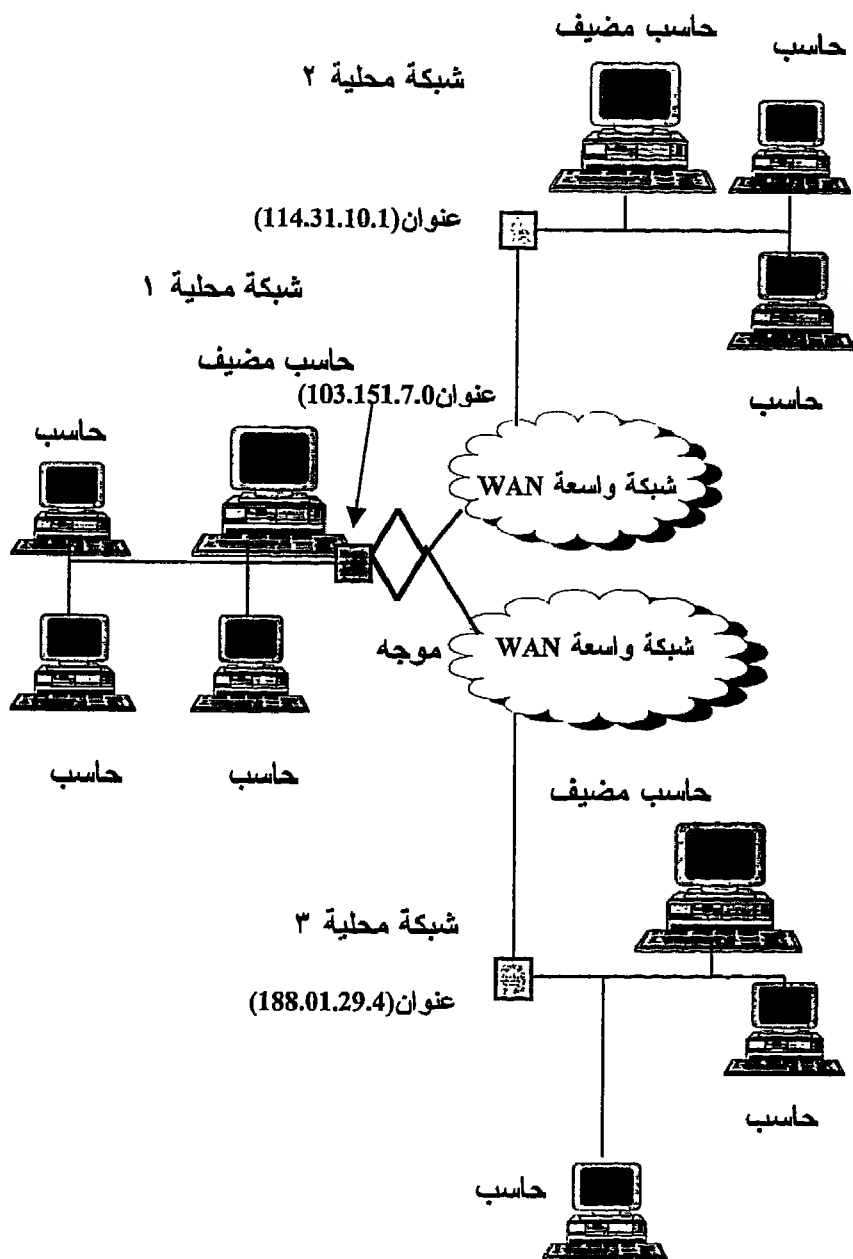 حاسب مضيف
حاسب
شبكة محلية ٢
عنوان(114.31.10.1)
شبكة محلية ١
حاسب مضيف
عنوان103.151.7.0)
حاسب
حاسب
شبكة واسعة WAN
شبكة واسعة WAN
موجه
حاسب
حاسب
حاسب مضيف
شبكة محلية ٣
عنوان(188.01.29.4)
حاسب
حاسب